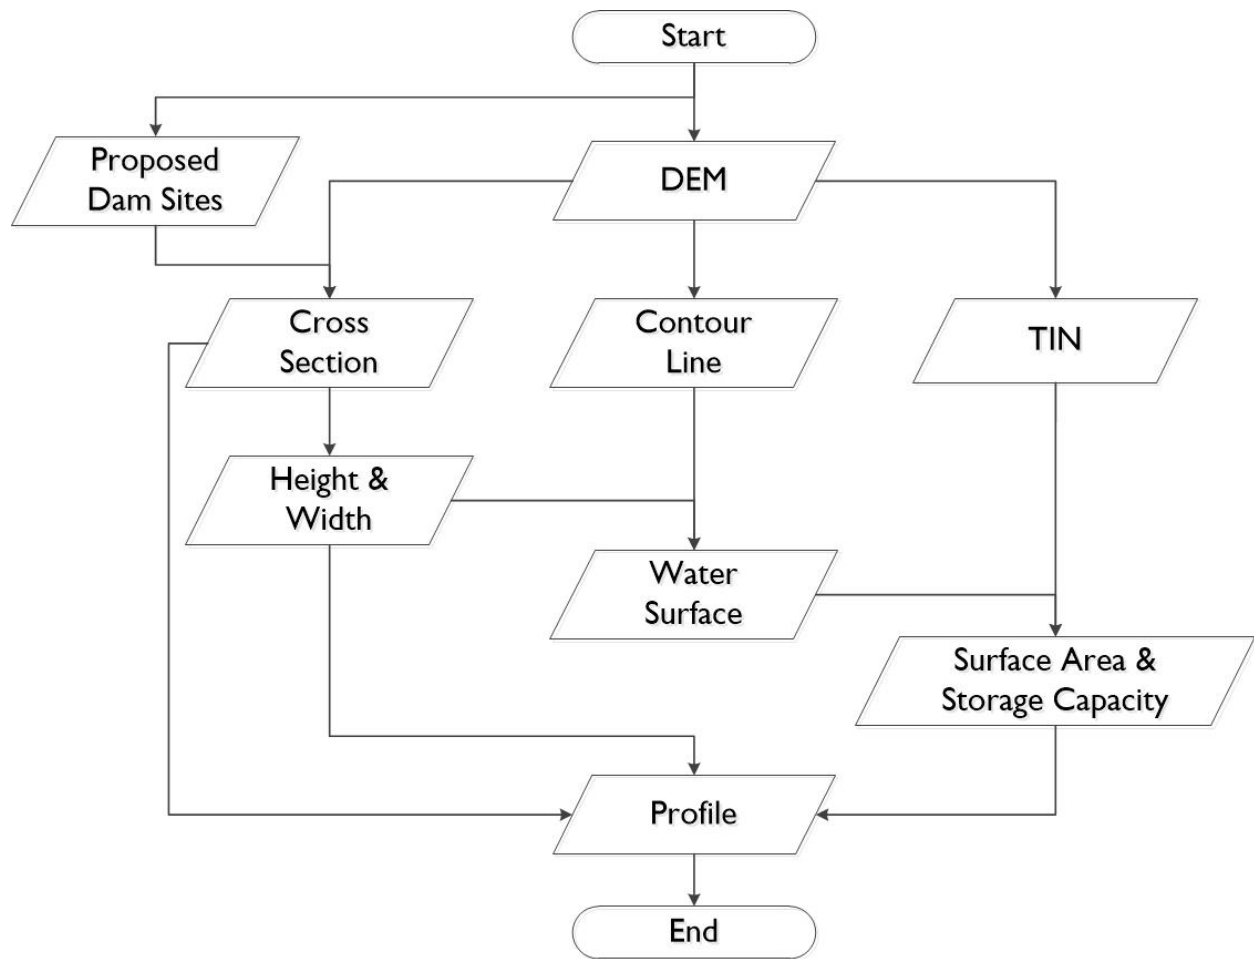 Start
Proposed
Dam Sites
DEM
Cross
Section
Contour
Line
TIN
Height &
Width
Water
Surface
Surface Area &
Storage Capacity
Profile
End